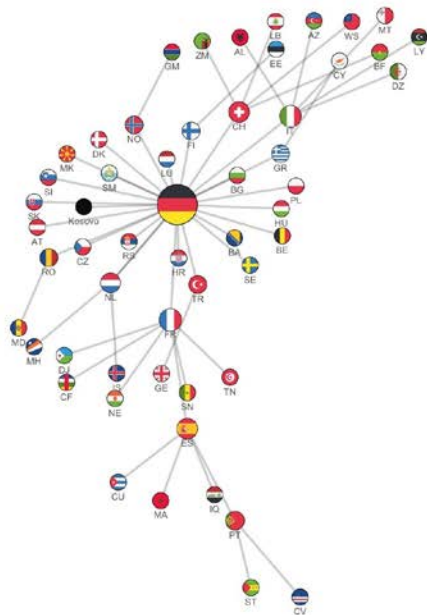 LB
AZ
WS
MT
ZM
AL
LY
EE
CY
BF
GM
DZ
CH
IT
NO
FI
DK
GR
MK
LU
SI
SM
BG
PL
SK
Kosovo
HU
AT
BA
BE
CZ
RS
RO
HR
SE
NL
TR
MD
FR
MH
DJ
GE
TN
IS
CF
NE
SN
ES
CU
MA
IQ
PT
ST
CV